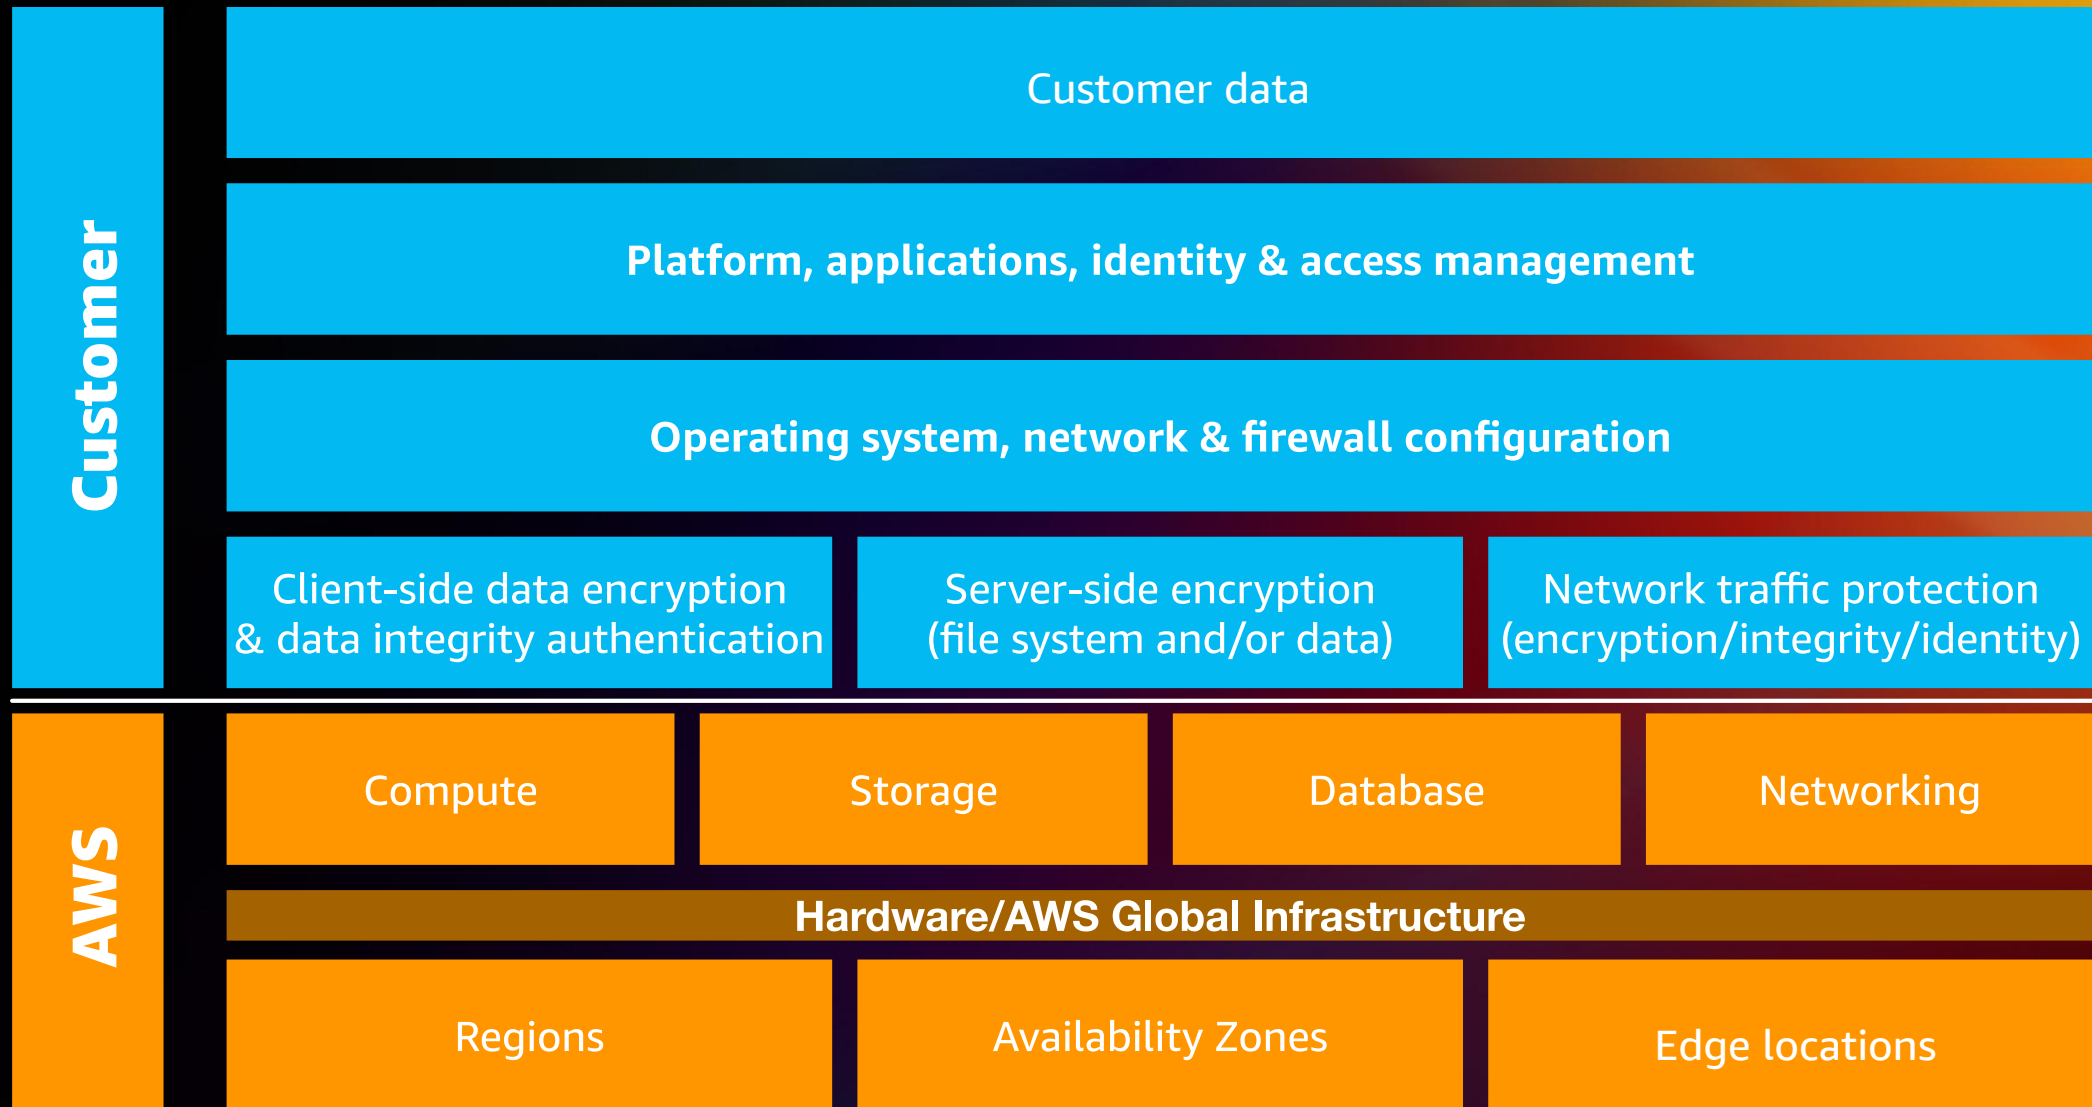 Customer
Customer data
Platform, applications, identity & access management
Operating system, network & firewall configuration
Client-side data encryption
& data integrity authentication
Server-side encryption
(file system and/or data)
Network traffic protection
(encryption/integrity/identity)
AWS
Compute
Storage
Database
Networking
Hardware/AWS Global Infrastructure
Regions
Availability Zones
Edge locations